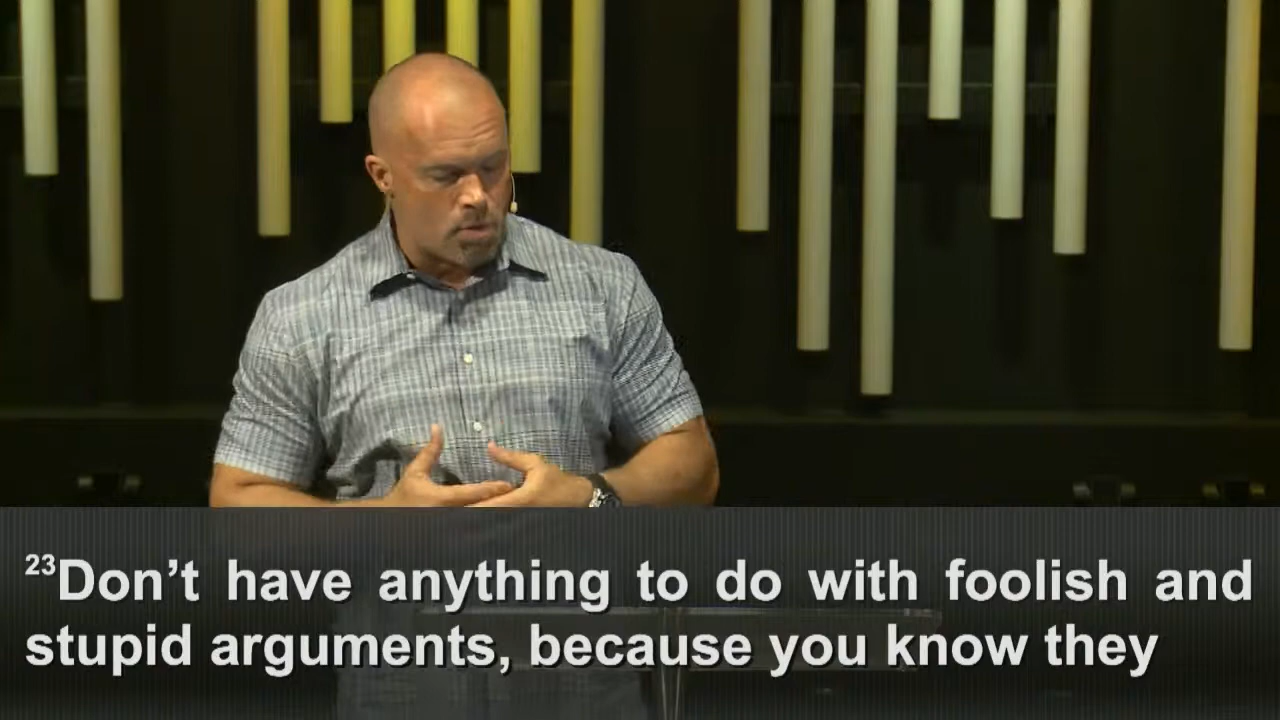 23Don't have anything to do with foolish and
stupid arguments, because you know they